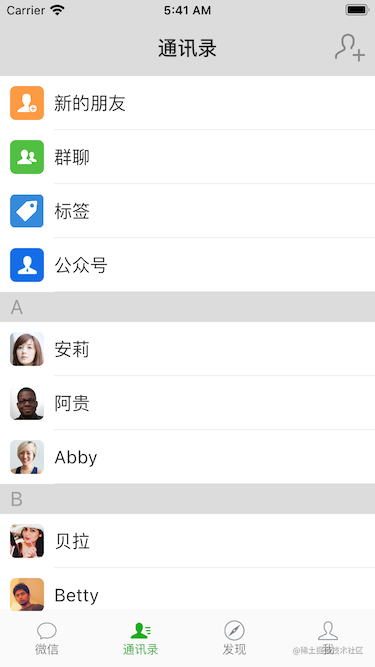 Carrier 5:41 AM
通讯录
新的朋友
群聊
标签
公众号
A
安莉
阿贵
Abby
B
贝拉
Betty
微信 通讯录 发现 我
@稀土掘金技术社区